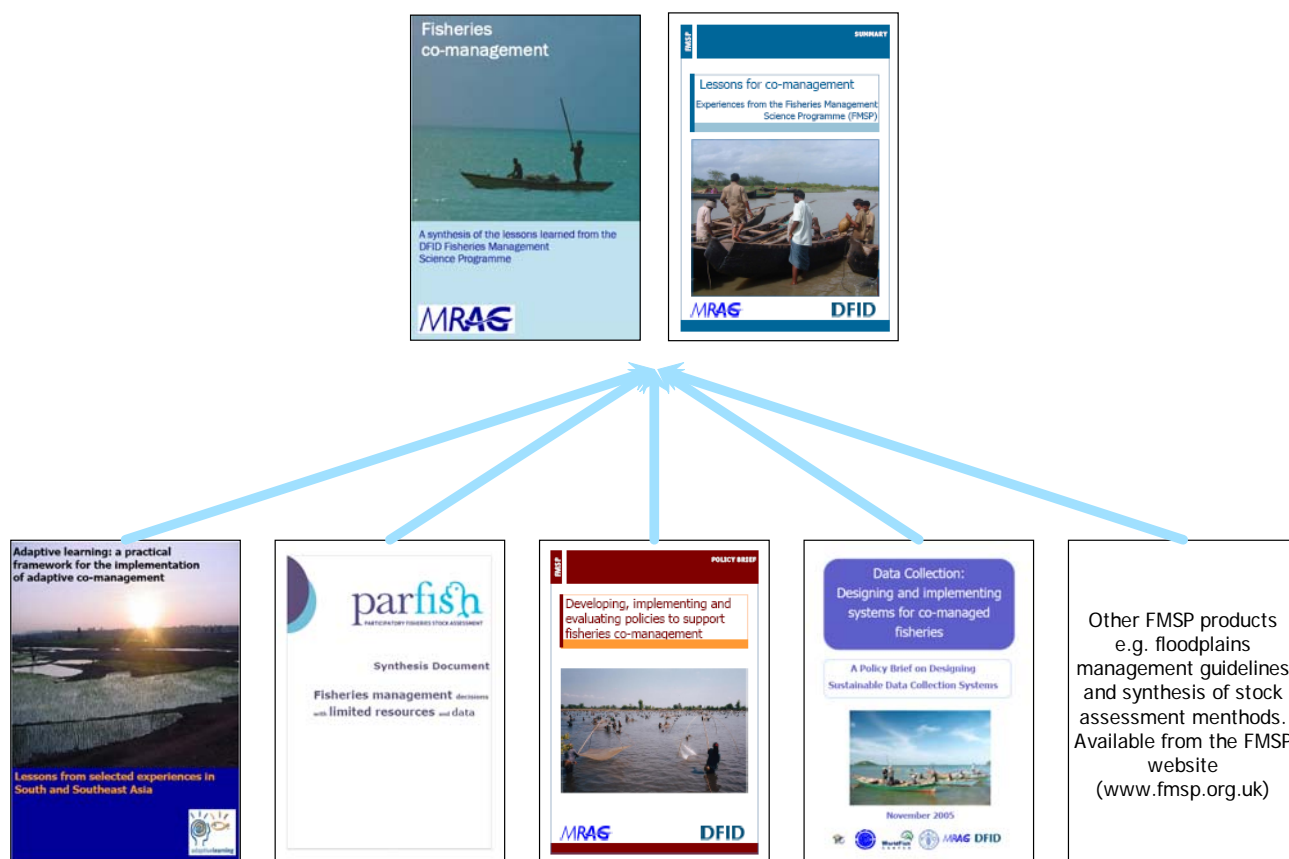 Fisheries
co-management
A synthesis of the lessons learned from the
DFID Fisheries Management
Science Programme
MRAG
FMSP
SUMMARY
Lessons for co-management
Experiences from the Fisheries Management
Science Programme (FMSP)
MRAG
DFID
Adaptive learning: a practical
framework for the implementation
of adaptive co-management
Lessons from selected experiences in
South and Southeast Asia
adaptivelearning
parfish
PARTICIPATORY FISHERIES STOCK ASSESSMENT
Synthesis Document
Fisheries management decisions
with limited resources and data
FMSP
POLICY BRIEF
Developing, implementing and
evaluating policies to support
fisheries co-management
MRAG
DFID
Data Collection:
Designing and implementing
systems for co-managed
fisheries
A Policy Brief on Designing
Sustainable Data Collection Systems
November 2005
WorldFish
CENTER
MRAG DFID
Other FMSP products
e.g. floodplains
management guidelines
and synthesis of stock
assessment menthods.
Available from the FMSP
website
(www.fmsp.org.uk)